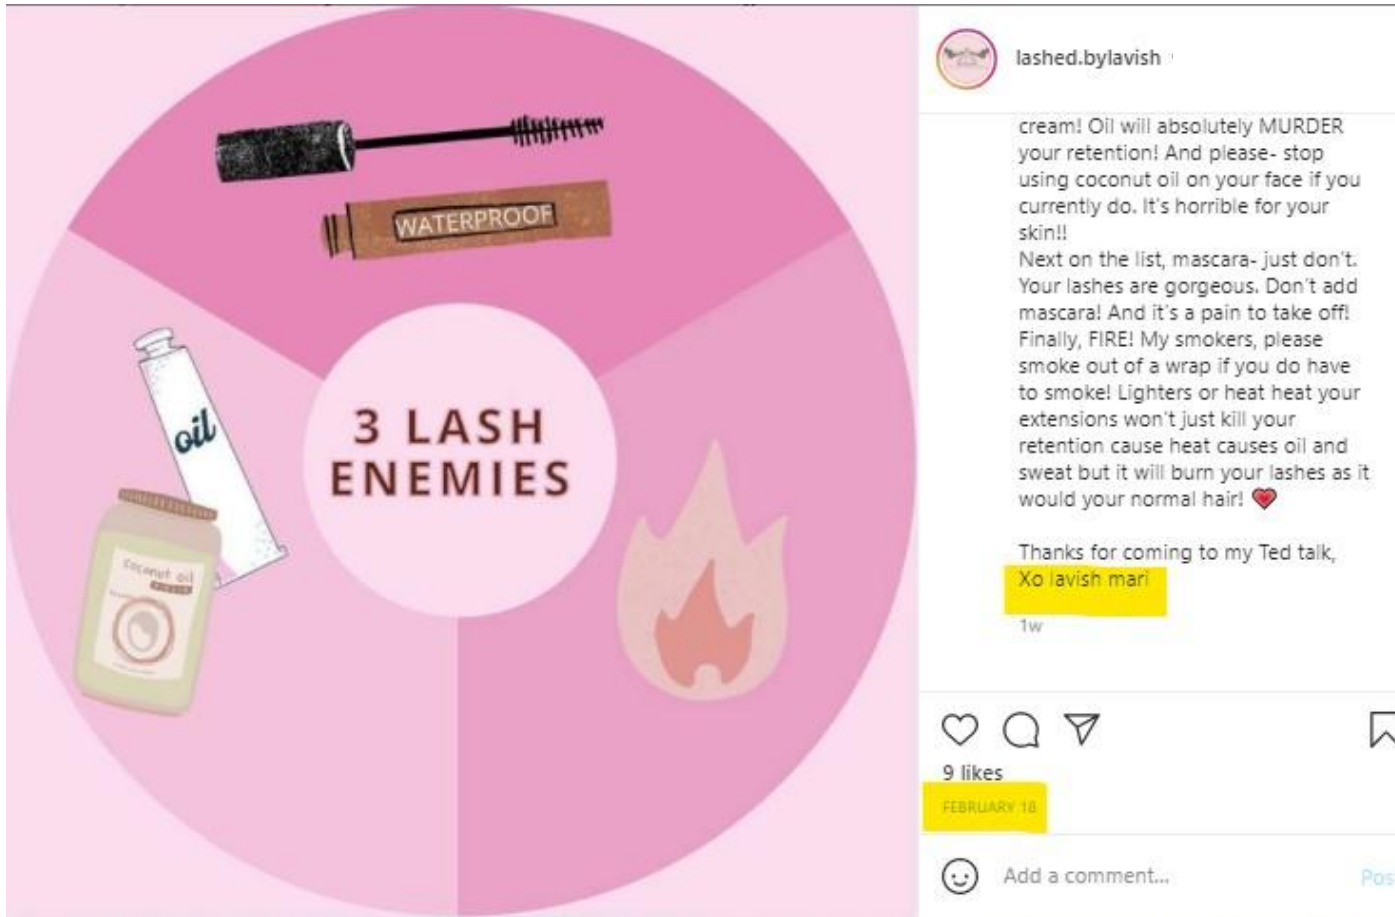 WATERPROOF
oil
coconut oil
3 LASH
ENEMIES
lashed.bylavish
cream! Oil will absolutely MURDER
your retention! And please- stop
using coconut oil on your face if you
currently do. It's horrible for your
skin!!
Next on the list, mascara- just don't.
Your lashes are gorgeous. Don't add
mascara! And it's a pain to take off!
Finally, FIRE! My smokers, please
smoke out of a wrap if you do have
to smoke! Lighters or heat heat your
extensions won't just kill your
retention cause heat causes oil and
sweat but it will burn your lashes as it
would your normal hair! ❤
Thanks for coming to my Ted talk,
Xo lavish mari
1w
9 likes
FEBRUARY 18
Add a comment...
Pos